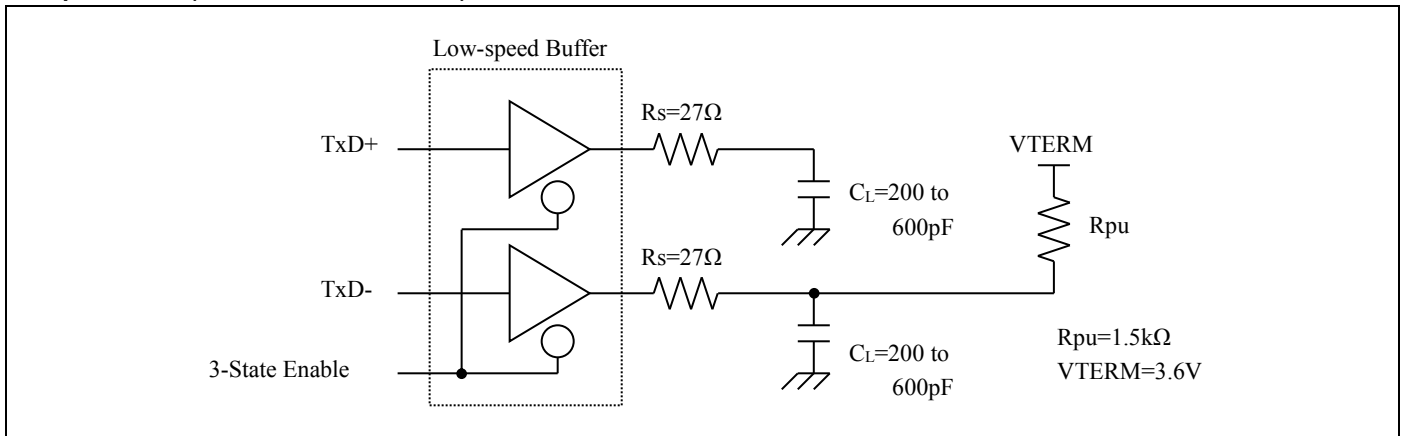 Low-speed Buffer
TxD+
Rs=27Ω
CL=200 to
600pF
VTERM
Rpu
TxD-
Rs=27Ω
CL=200 to
600pF
Rpu=1.5kΩ
VTERM=3.6V
3-State Enable